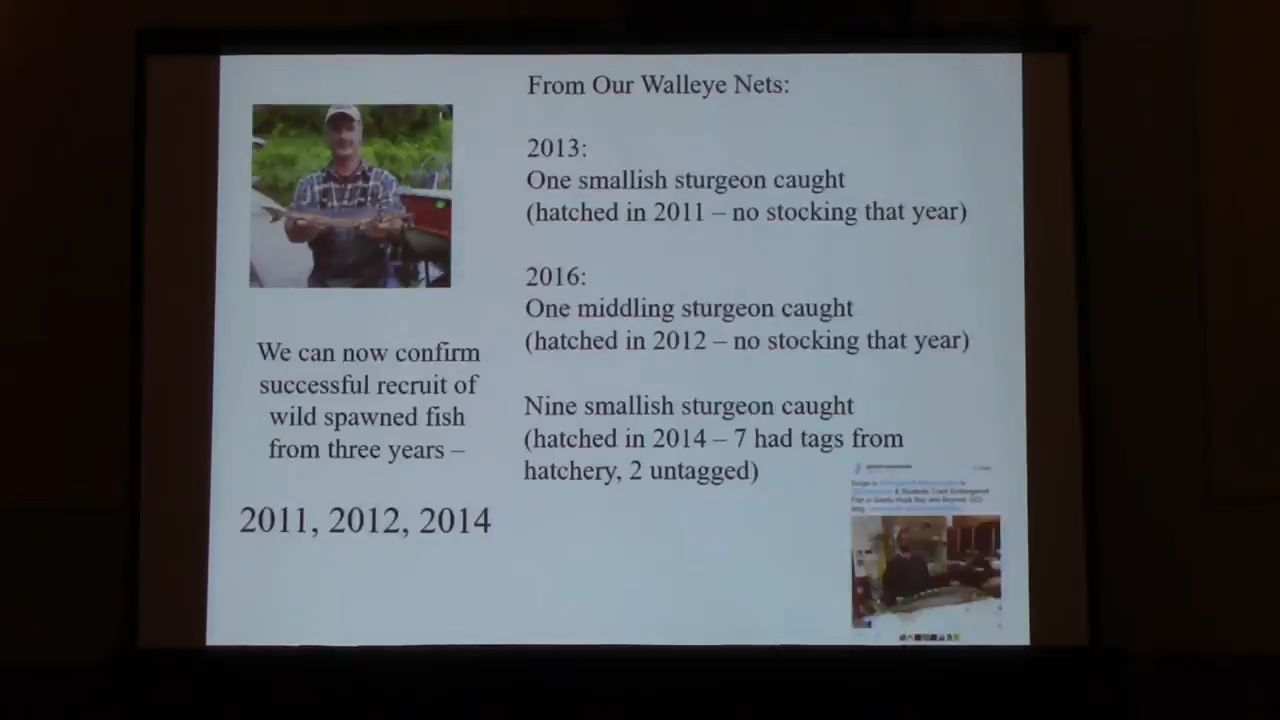 From Our Walleye Nets:
2013:
One smallish sturgeon caught
(hatched in 2011 – no stocking that year)
2016:
One middling sturgeon caught
(hatched in 2012 – no stocking that year)
Nine smallish sturgeon caught
(hatched in 2014 – 7 had tags from
hatchery, 2 untagged)
We can now confirm
successful recruit of
wild spawned fish
from three years –
2011, 2012, 2014
& Students Track Endangered